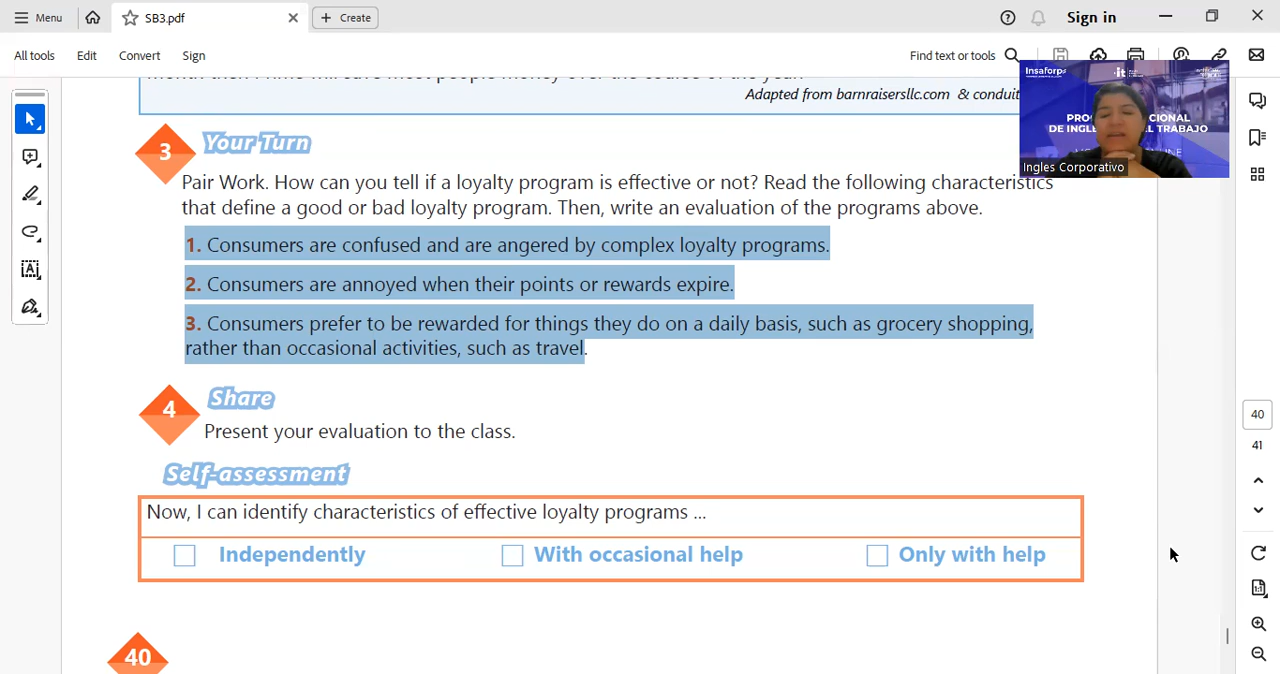 Menu
SB3.pdf
Create
Sign in
All tools
Edit
Convert
Sign
Find text or tools
Adapted from barnraisersllc.com & conduit
Insaforp
it
DE INGL
L TRABAJO
Ingles Corporativo
3
Your Turn
Pair Work. How can you tell if a loyalty program is effective or not? Read the following characteristics
that define a good or bad loyalty program. Then, write an evaluation of the programs above.
1. Consumers are confused and are angered by complex loyalty programs.
2. Consumers are annoyed when their points or rewards expire.
3. Consumers prefer to be rewarded for things they do on a daily basis, such as grocery shopping,
rather than occasional activities, such as travel.
4
Share
Present your evaluation to the class.
Self-assessment
Now, I can identify characteristics of effective loyalty programs ...
Independently
With occasional help
Only with help
40
40
41